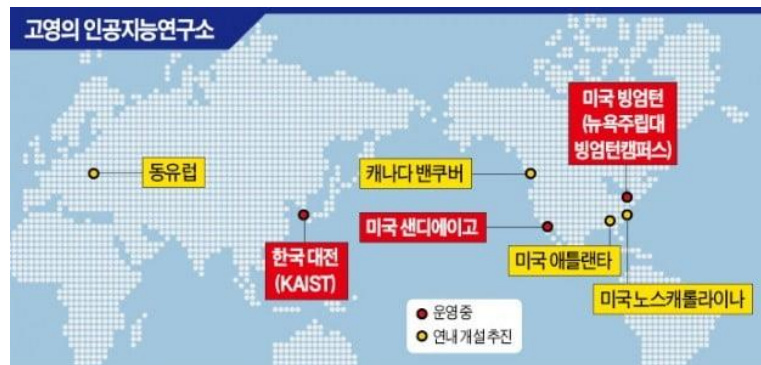 고영의 인공지능연구소
미국 빙엄턴
(뉴욕주립대
빙엄턴캠퍼스)
동유럽
캐나다 밴쿠버
미국 샌디에이고
한국 대전
(KAIST)
미국 애틀랜타
미국 노스캐롤라이나
운영 중
연내 개설 추진